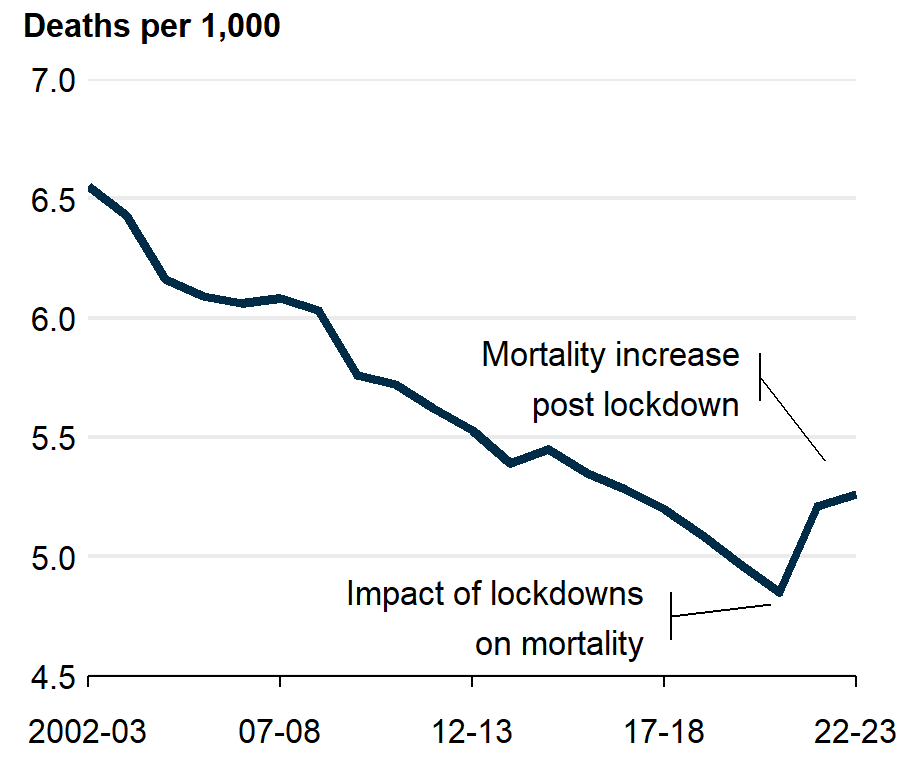 Deaths per 1,000
7.0
6.5
6.0
Mortality increase
post lockdown
5.5
5.0
Impact of lockdowns
on mortality
4.5
2002-03 07-08 12-13 17-18 22-23